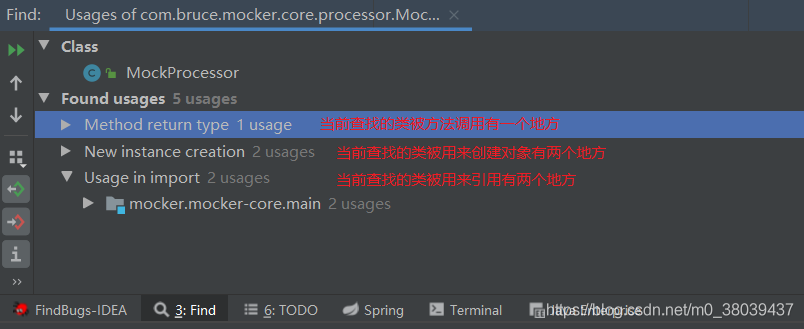 Find: Usages of com.bruce.mocker.core.processor.Moc...
Class
C MockProcessor
Found usages 5 usages
Method return type 1 usage 当前查找的类被方法调用有一个地方
New instance creation 2 usages 当前查找的类被用来创建对象有两个地方
Usage in import 2 usages 当前查找的类被用来引用有两个地方
mocker.mocker-core.main 2 usages
FindBugs-IDEA 3: Find 6: TODO Spring Terminal https://blog.csdn.net/m0_38039437